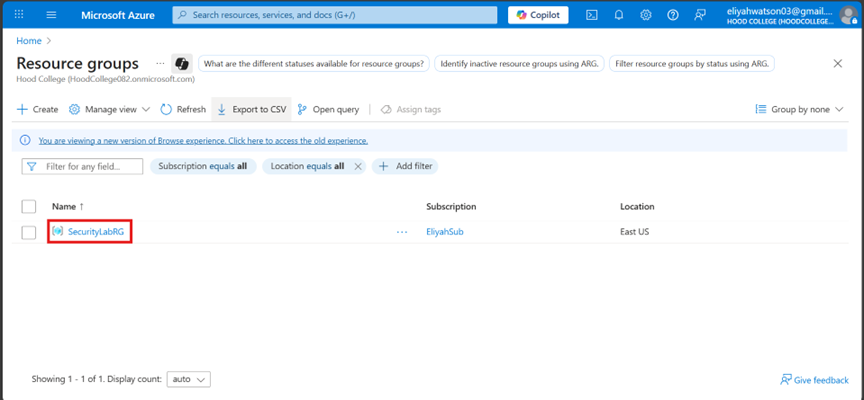 Microsoft Azure
Search resources, services, and docs (G+/)
Copilot
eliyahwatson03@gmail....
HOOD COLLEGE (HOODCOLLEGE...
Home >
Resource groups ...
Hood College (HoodCollege082.onmicrosoft.com)
What are the different statuses available for resource groups?
Identify inactive resource groups using ARG.
Filter resource groups by status using ARG.
Create
Manage view
Refresh
Export to CSV
Open query
Assign tags
Group by none
You are viewing a new version of Browse experience. Click here to access the old experience.
Filter for any field...
Subscription equals all
Location equals all
Add filter
Name ↑
Subscription
Location
SecurityLabRG
...
EliyahSub
East US
Showing 1 - 1 of 1. Display count:
auto
Give feedback